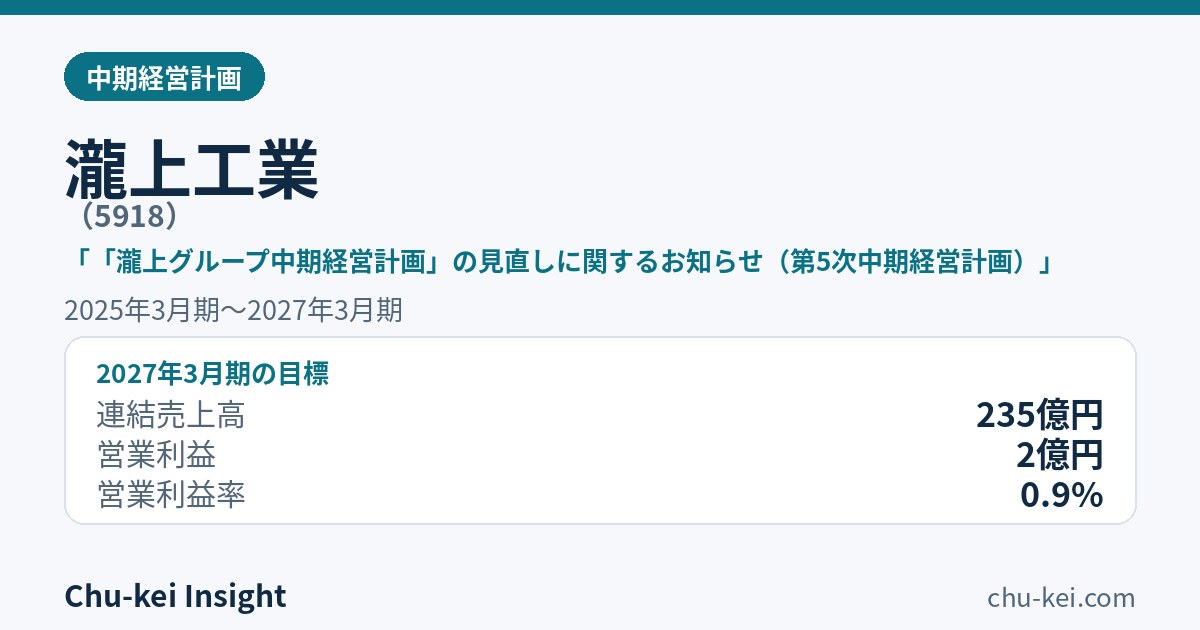 中期経営計画
瀧上工業
（5918）
「「瀧上グループ中期経営計画」の見直しに関するお知らせ（第5次中期経営計画）」
2025年3月期〜2027年3月期
2027年3月期の目標
連結売上高 235億円
営業利益 2億円
営業利益率 0.9%
Chu-kei Insight chu-kei.com